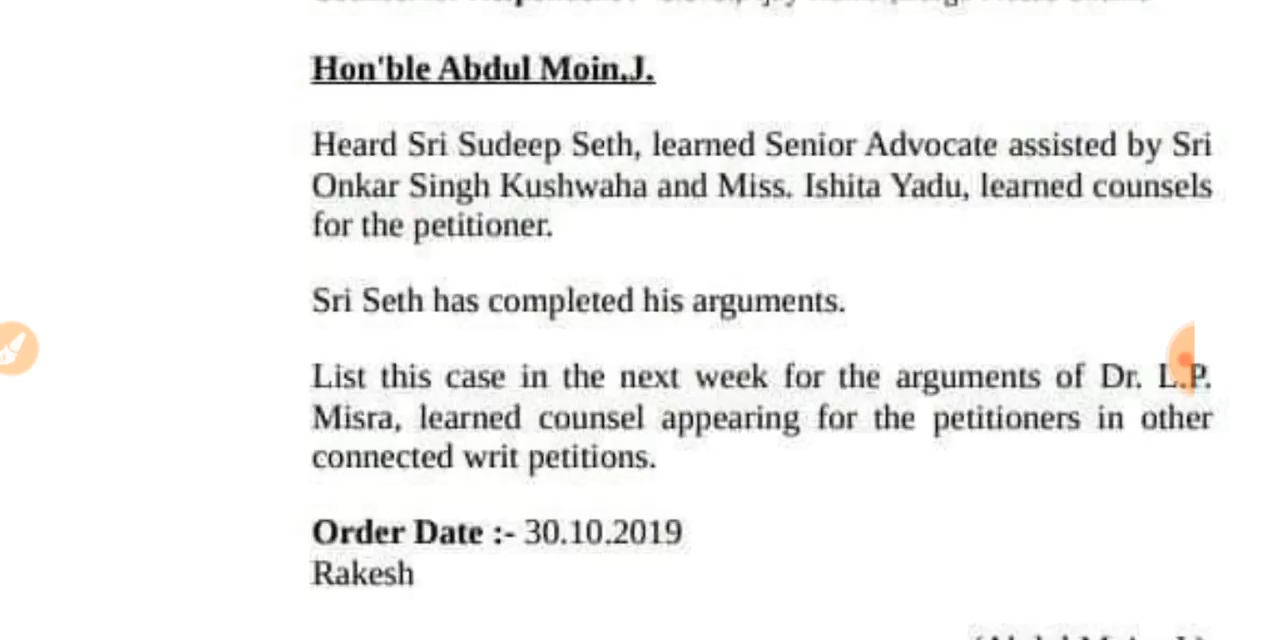 Hon'ble Abdul Moin,J.
Heard Sri Sudeep Seth, learned Senior Advocate assisted by Sri
Onkar Singh Kushwaha and Miss. Ishita Yadu, learned counsels
for the petitioner.
Sri Seth has completed his arguments.
List this case in the next week for the arguments of Dr. L.P.
Misra, learned counsel appearing for the petitioners in other
connected writ petitions.
Order Date :- 30.10.2019
Rakesh